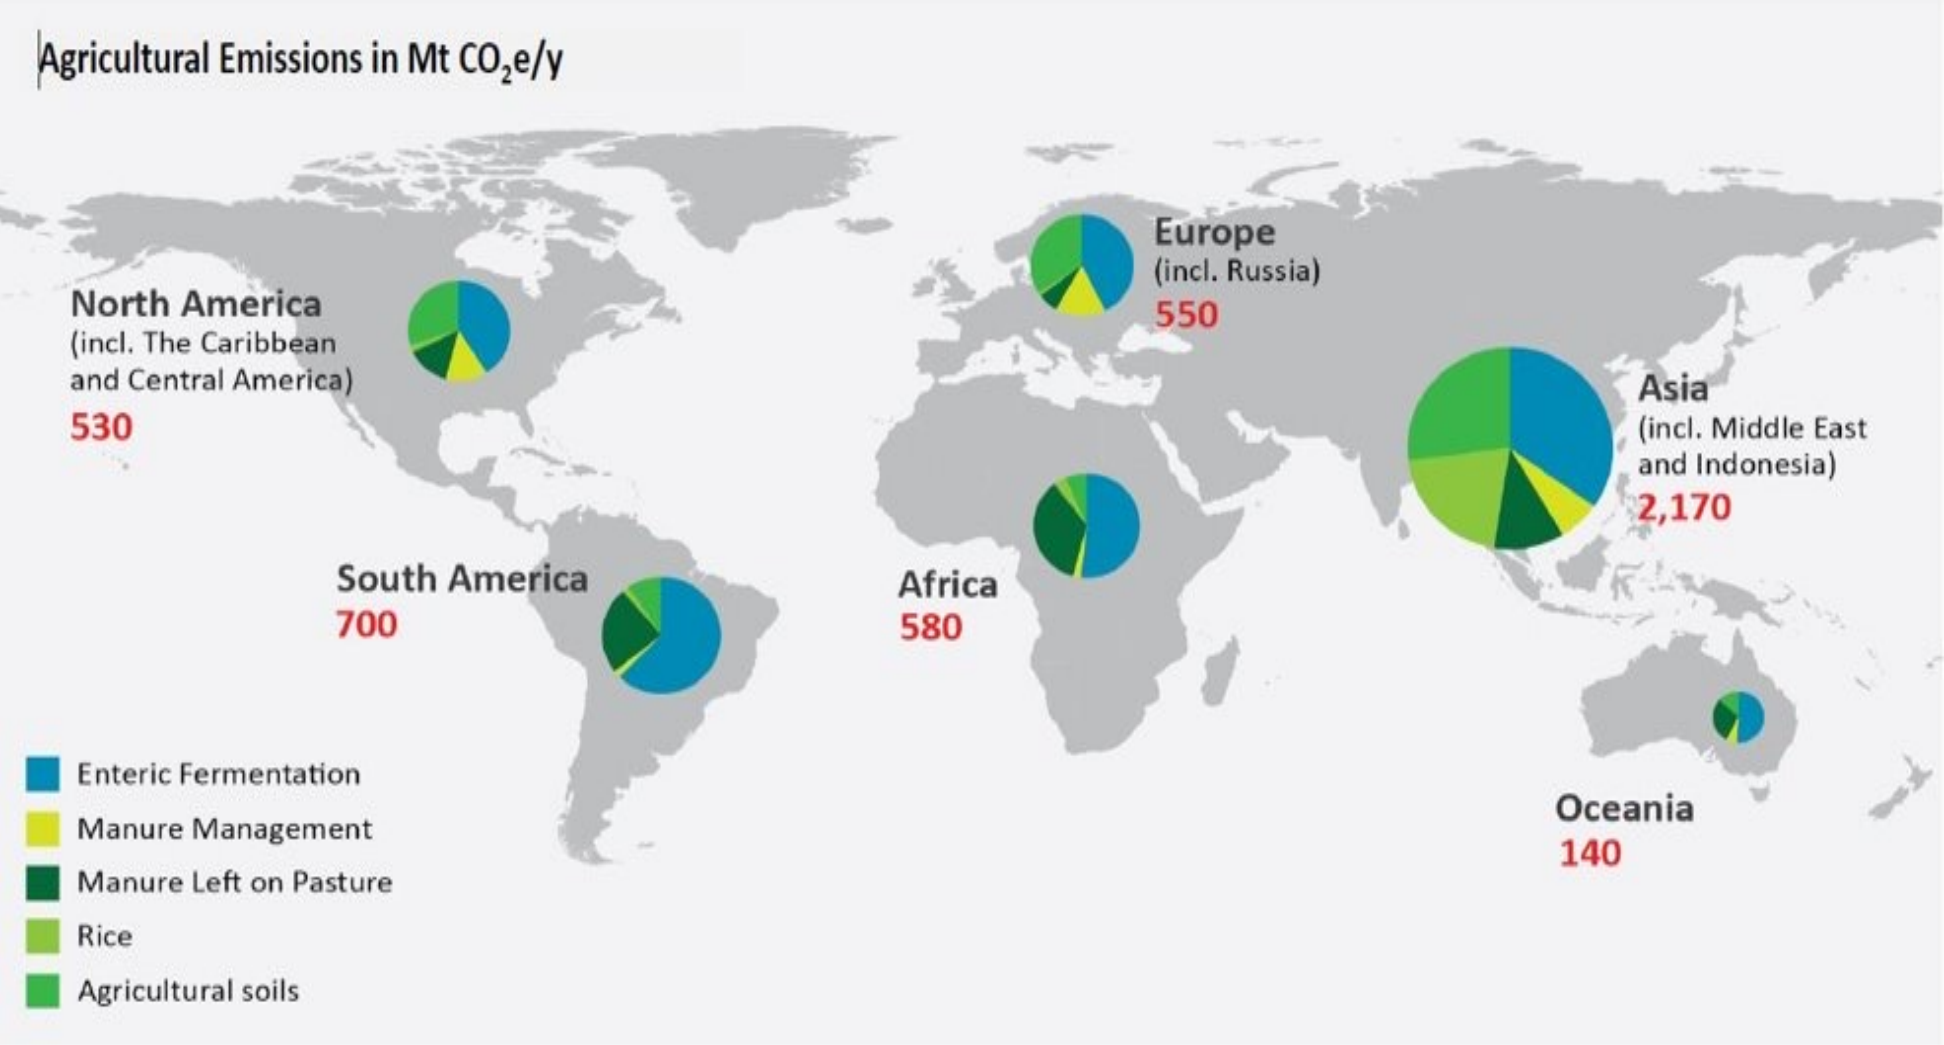 Agricultural Emissions in Mt CO₂e/y
North America
(incl. The Caribbean
and Central America)
530
Europe
(incl. Russia)
550
Asia
(incl. Middle East
and Indonesia)
2,170
South America
700
Africa
580
Oceania
140
Enteric Fermentation
Manure Management
Manure Left on Pasture
Rice
Agricultural soils